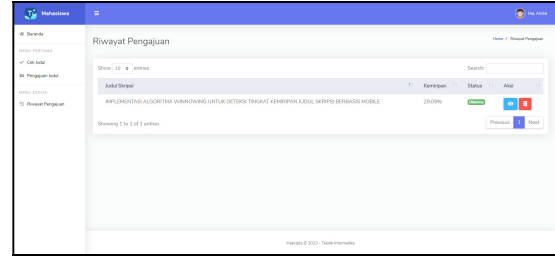 Mahasiswa
Hai, Andra
Beranda
MENU PERTAMA
Cek Judul
Pengajuan Judul
MENU KEDUA
Riwayat Pengajuan
Riwayat Pengajuan
Home / Riwayat Pengajuan
Show 10 entries
Search:
Judul Skripsi Kemiripan Status Aksi
IMPLEMENTASI ALGORITMA WINNOWING UNTUK DETEKSI TINGKAT KEMIRIPAN JUDUL SKRIPSI BERBASIS MOBILE 29.09% Diterima
Showing 1 to 1 of 1 entries
Previous 1 Next
Hakcipta © 2023 - Teknik Informatika